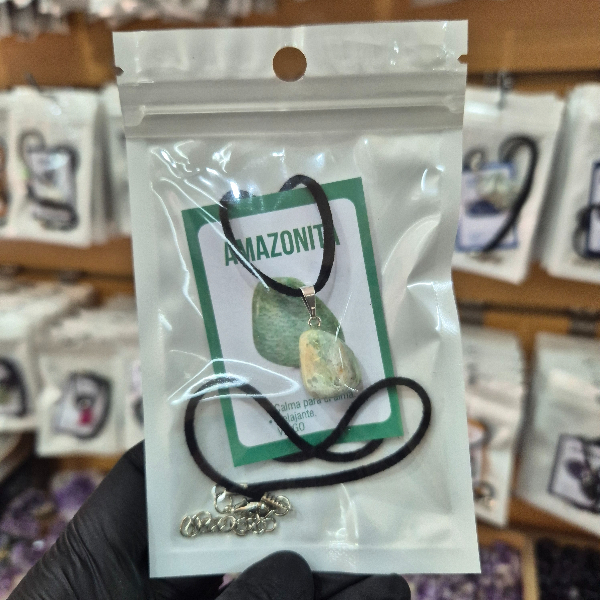 AMAZONITA
Calma para el alma
• Relajante.